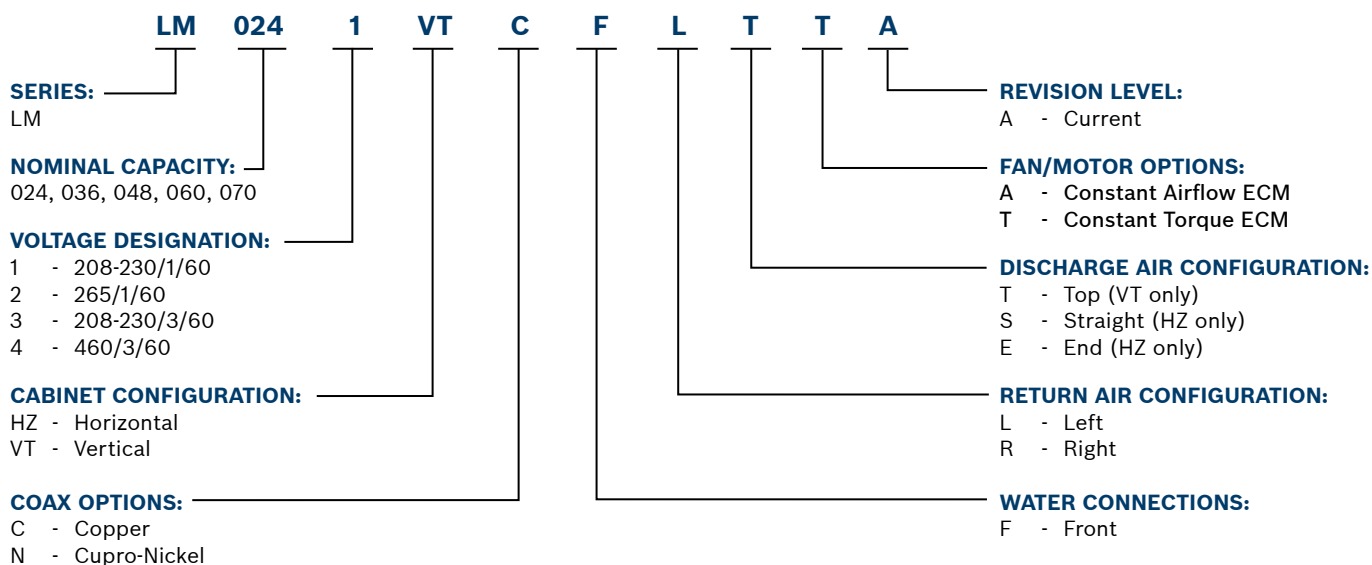 LM 024 1 VT C F L T T A
SERIES:
LM
NOMINAL CAPACITY:
024, 036, 048, 060, 070
VOLTAGE DESIGNATION:
1 - 208-230/1/60
2 - 265/1/60
3 - 208-230/3/60
4 - 460/3/60
CABINET CONFIGURATION:
HZ - Horizontal
VT - Vertical
COAX OPTIONS:
C - Copper
N - Cupro-Nickel
REVISION LEVEL:
A - Current
FAN/MOTOR OPTIONS:
A - Constant Airflow ECM
T - Constant Torque ECM
DISCHARGE AIR CONFIGURATION:
T - Top (VT only)
S - Straight (HZ only)
E - End (HZ only)
RETURN AIR CONFIGURATION:
L - Left
R - Right
WATER CONNECTIONS:
F - Front